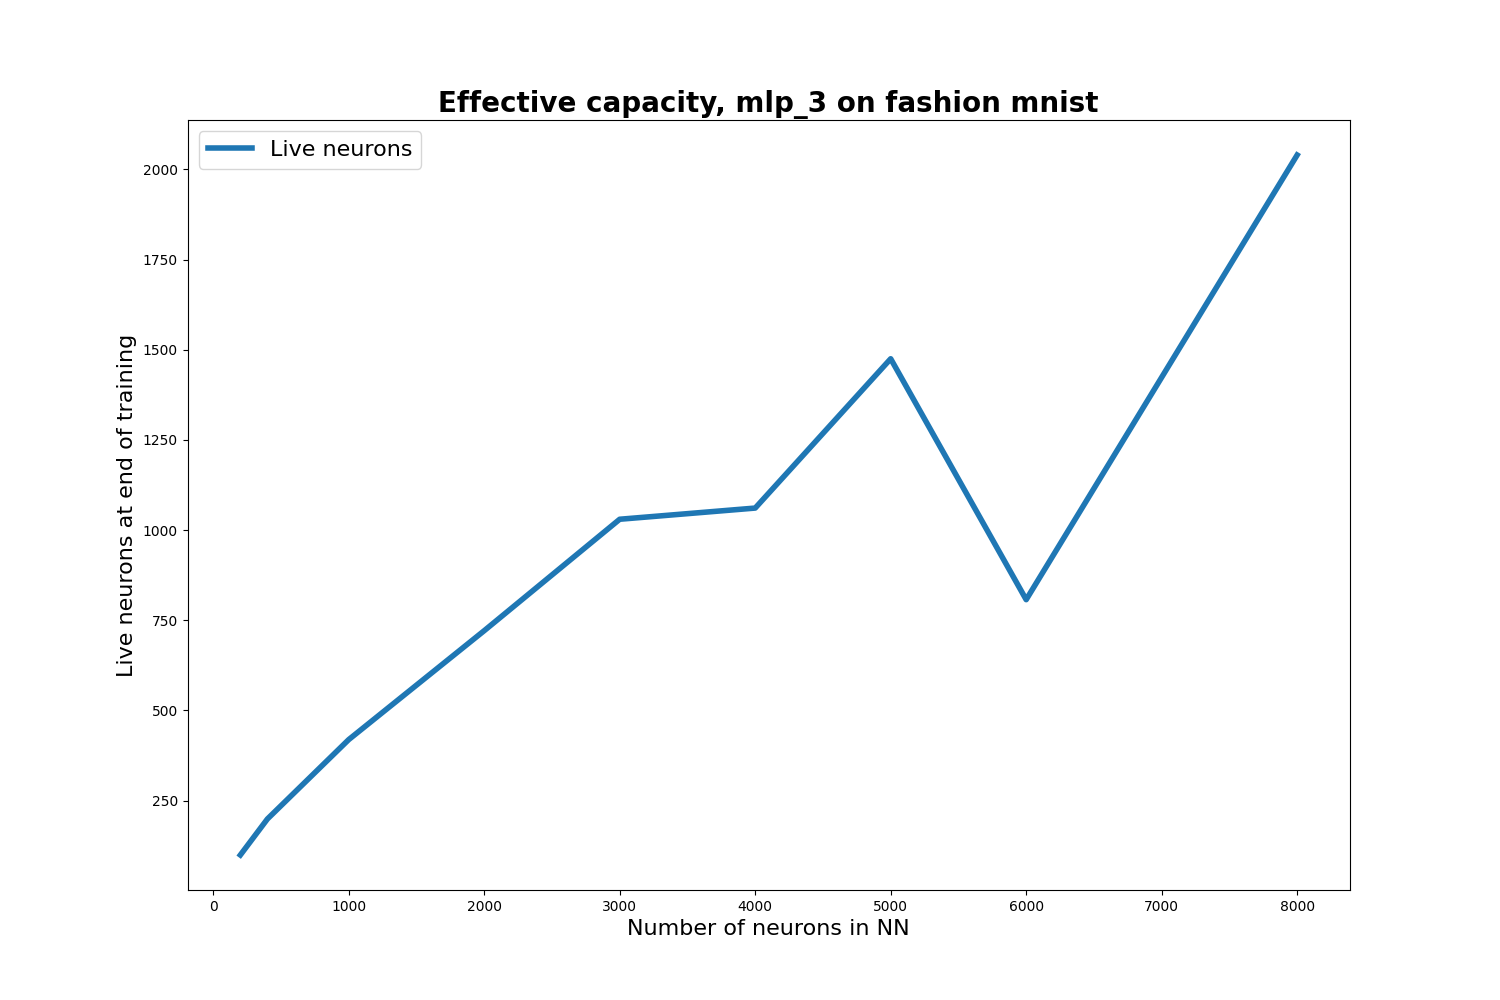 Effective capacity, mlp_3 on fashion mnist
Live neurons
2000
1750
1500
1250
1000
750
500
250
Live neurons at end of training
0 1000 2000 3000 4000 5000 6000 7000 8000
Number of neurons in NN